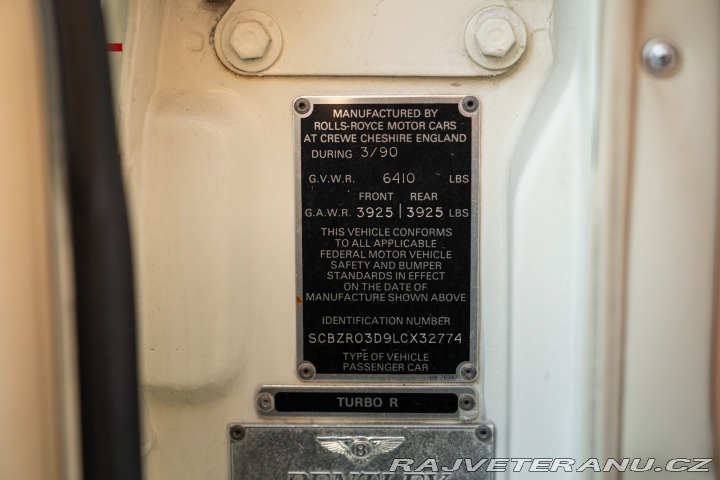 MANUFACTURED BY
ROLLS-ROYCE MOTOR CARS
AT CREWE CHESHIRE ENGLAND
DURING 3/90
G.V.W.R. 6410 LBS
FRONT REAR
G.A.W.R. 3925 | 3925 LBS
THIS VEHICLE CONFORMS
TO ALL APPLICABLE
FEDERAL MOTOR VEHICLE
SAFETY AND BUMPER
STANDARDS IN EFFECT
ON THE DATE OF
MANUFACTURE SHOWN ABOVE
IDENTIFICATION NUMBER
SCBZR03D9LCX32774
TYPE OF VEHICLE
PASSENGER CAR
TURBO R
B
BENTLEY
RAJVETERANU.CZ